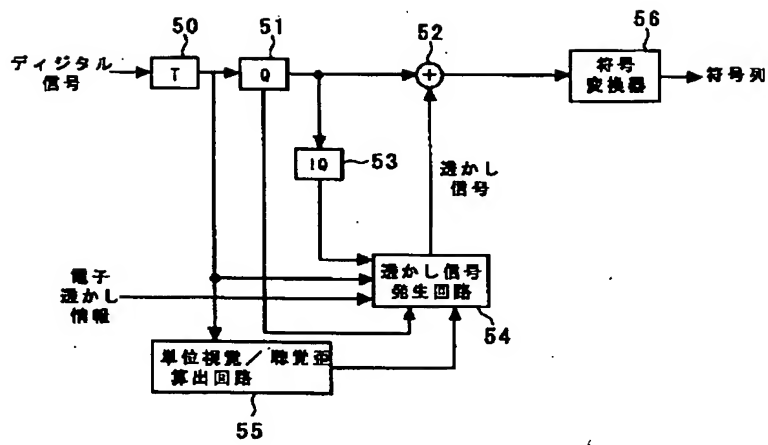 50
51
52
56
ディジタル
信号
T
Q
+
符号
変換器
符号列
IQ
53
透かし
信号
電子
透かし
情報
透かし信号
発生回路
54
単位視覚/聴覚歪
算出回路
55